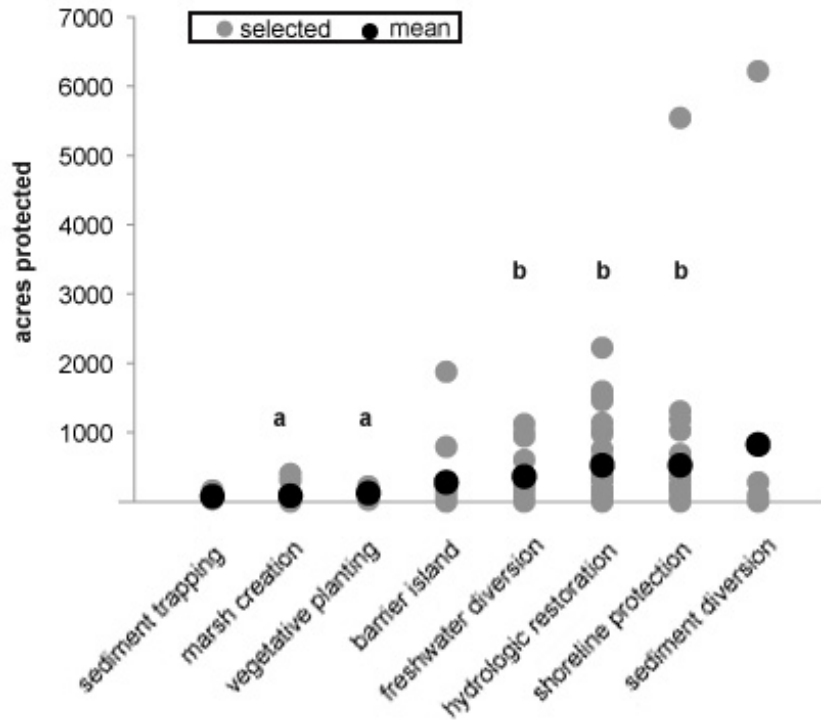 selected mean
acres protected
7000
6000
5000
4000
3000
2000
1000
b b b
a a
sediment trapping
marsh creation
vegetative planting
barrier island
freshwater diversion
hydrologic restoration
shoreline protection
sediment diversion